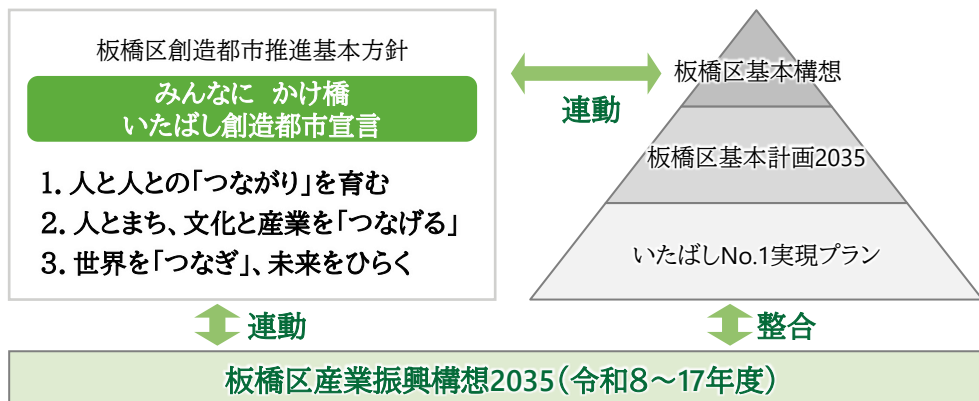 板橋区創造都市推進基本方針
みんなに かけ橋
いたばし創造都市宣言
1. 人と人との「つながり」を育む
2. 人とまち、文化と産業を「つなげる」
3. 世界を「つなぎ」、未来をひらく
連動
板橋区基本構想
板橋区基本計画2035
いたばしNo.1実現プラン
連動
整合
板橋区産業振興構想2035(令和8～17年度)